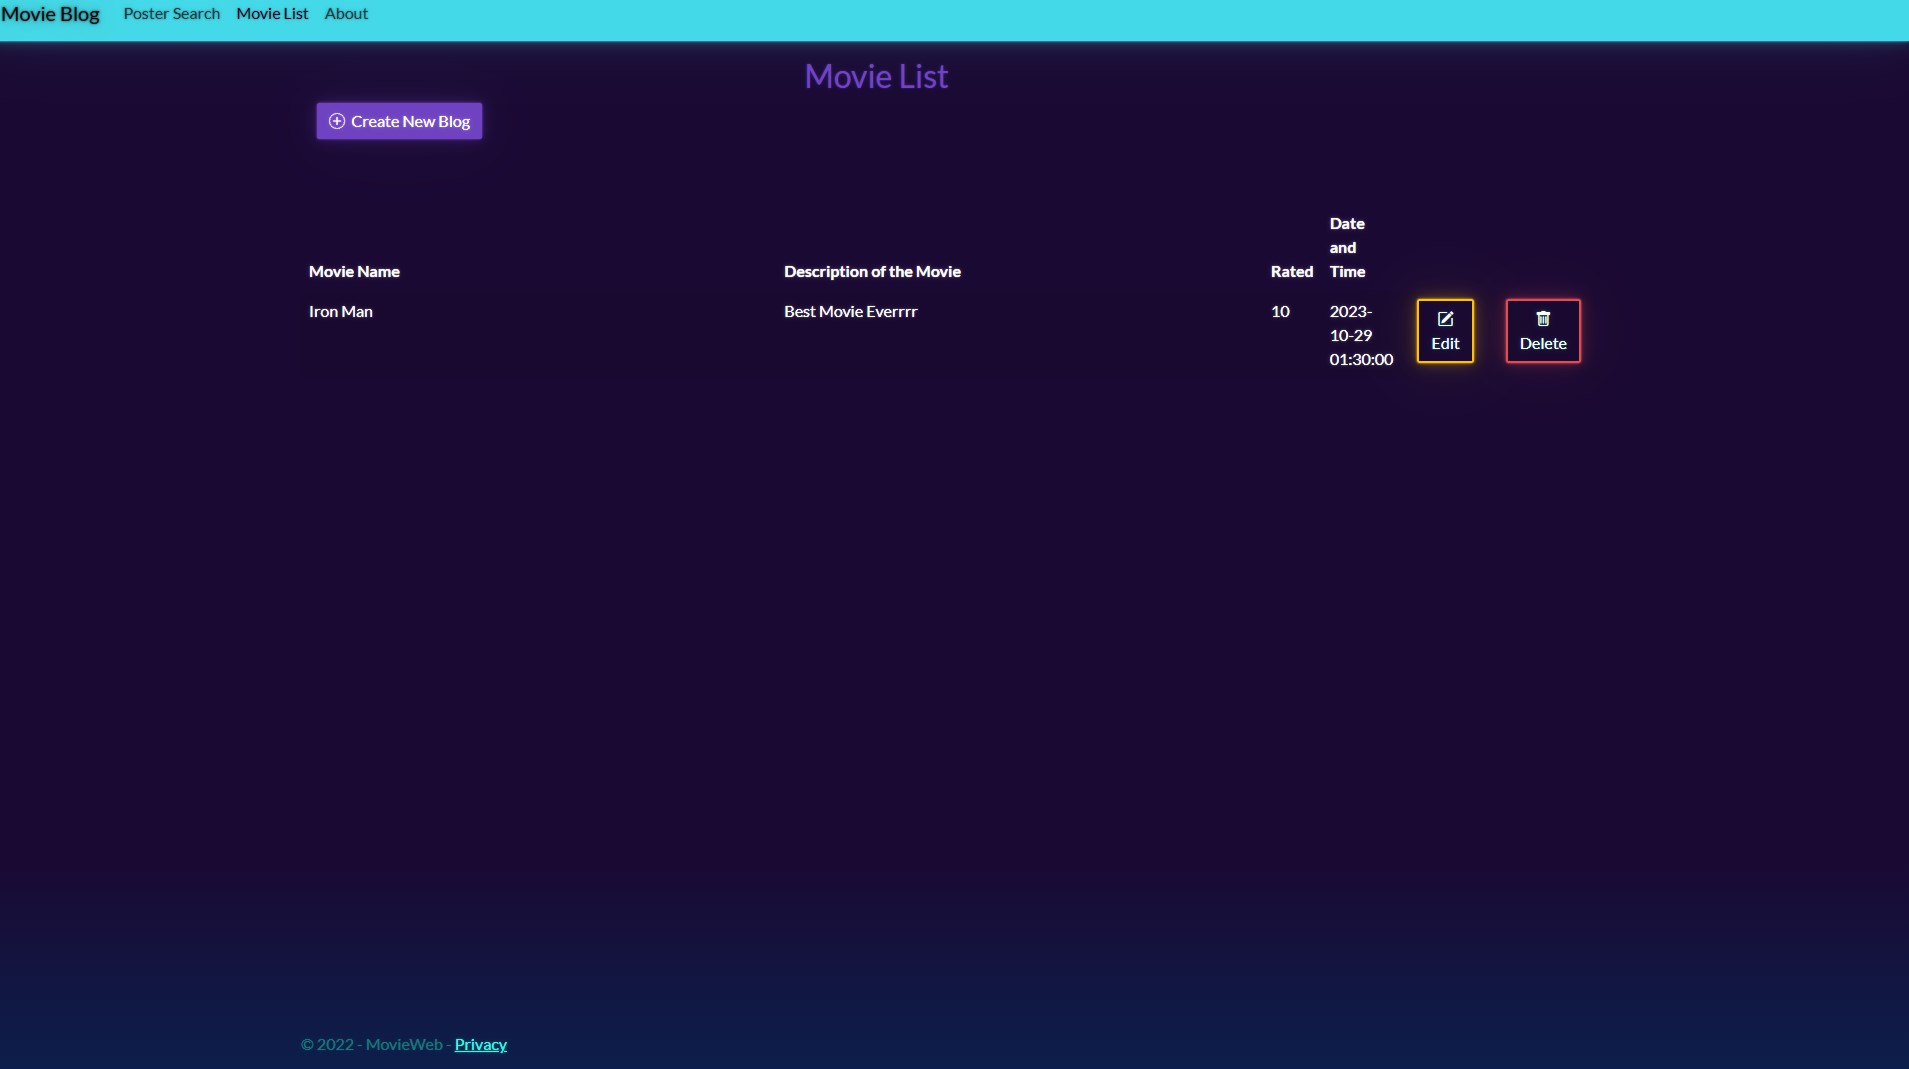 Movie Blog Poster Search Movie List About
Movie List
Create New Blog
Movie Name Description of the Movie Rated Date and Time
Iron Man Best Movie Everrrr 10 2023-10-29 01:30:00 Edit Delete
© 2022 - MovieWeb - Privacy